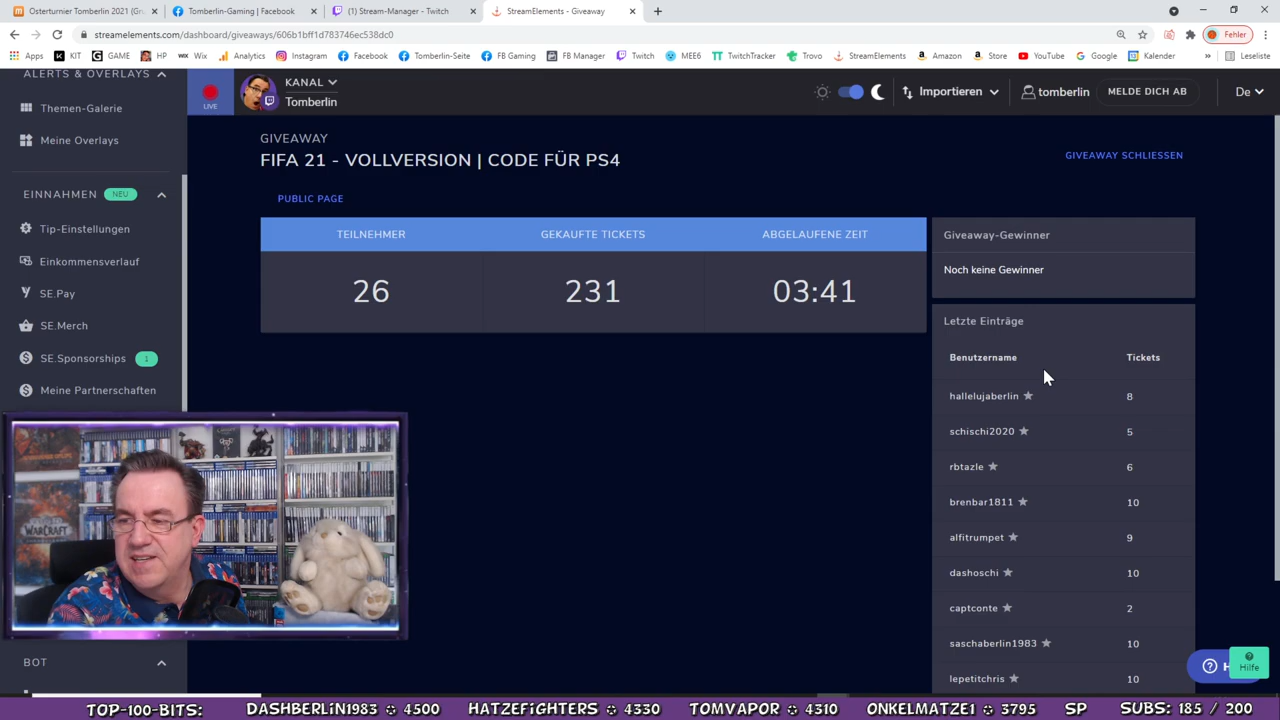 Osterturnier Tomberlin 2021 (Gru
Tomberlin-Gaming | Facebook
(1) Stream-Manager - Twitch
StreamElements - Giveaway
streamelements.com/dashboard/giveaways/606b1bff1d783746ec538dc0
Fehler
Apps KIT GAME HP Wix Analytics Instagram Facebook Tomberlin-Seite FB Gaming FB Manager Twitch MEE6 TwitchTracker Trovo StreamElements Amazon Store YouTube Google Kalender » Leseliste
ALERTS & OVERLAYS
Themen-Galerie
Meine Overlays
EINNAHMEN NEU
Tip-Einstellungen
Einkommensverlauf
SE.Pay
SE.Merch
SE.Sponsorships 1
Meine Partnerschaften
BOT
LIVE
KANAL
Tomberlin
Importieren
tomberlin
MELDE DICH AB
De
GIVEAWAY
FIFA 21 - VOLLVERSION | CODE FÜR PS4
GIVEAWAY SCHLIESSEN
PUBLIC PAGE
TEILNEHMER GEKAUFTE TICKETS ABGELAUFENE ZEIT
26 231 03:41
Giveaway-Gewinner
Noch keine Gewinner
Letzte Einträge
Benutzername Tickets
hallelujaberlin 8
schischi2020 5
rbtazle 6
brenbar1811 10
alfitrumpet 9
dashoschi 10
captconte 2
saschaberlin1983 10
lepetitchris 10
Hilfe
WARCRAFT
TOP-100-BITS: DASHBERLIN1983 4500 HATZEFIGHTERS 4330 TOMVAPOR 4310 ONKELMATZE1 3795 SP SUBS: 185 / 200